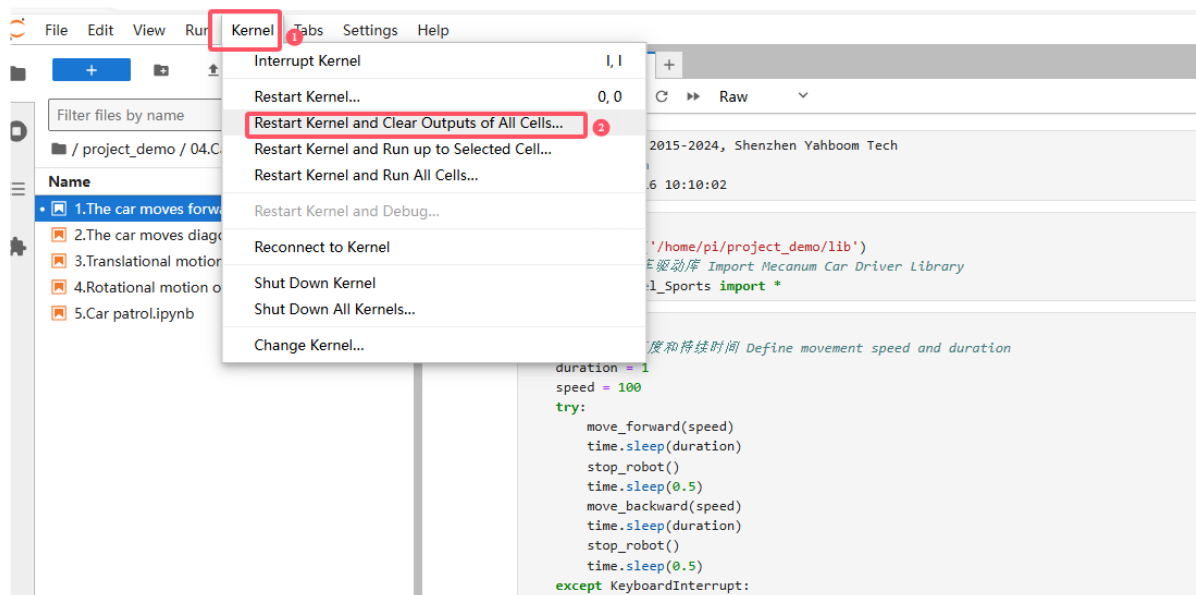 File Edit View Run Kernel Tabs Settings Help
1
Interrupt Kernel I, I
Restart Kernel... 0, 0
Restart Kernel and Clear Outputs of All Cells...
2
Restart Kernel and Run up to Selected Cell...
Restart Kernel and Run All Cells...
Restart Kernel and Debug...
Reconnect to Kernel
Shut Down Kernel
Shut Down All Kernels...
Change Kernel...
Filter files by name
/ project_demo / 04.C
Name
1.The car moves forwa
2.The car moves diago
3.Translational motion
4.Rotational motion o
5.Car patrol.ipynb
Raw
2015-2024, Shenzhen Yahboom Tech
6 10:10:02
'/home/pi/project_demo/lib')
车驱动库 Import Mecanum Car Driver Library
l_Sports import *
度和持续时间 Define movement speed and duration
duration = 1
speed = 100
try:
move_forward(speed)
time.sleep(duration)
stop_robot()
time.sleep(0.5)
move_backward(speed)
time.sleep(duration)
stop_robot()
time.sleep(0.5)
except KeyboardInterrupt: